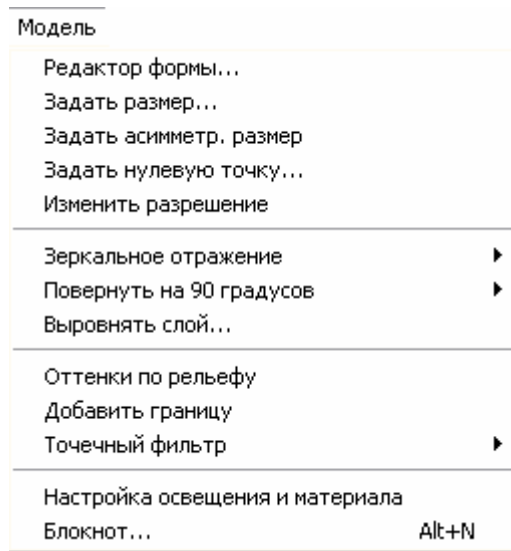 Модель
Редактор формы...
Задать размер...
Задать асимметр. размер
Задать нулевую точку...
Изменить разрешение
Зеркальное отражение
Повернуть на 90 градусов
Выровнять слой...
Оттенки по рельефу
Добавить границу
Точечный фильтр
Настройка освещения и материала
Блокнот... Alt+N